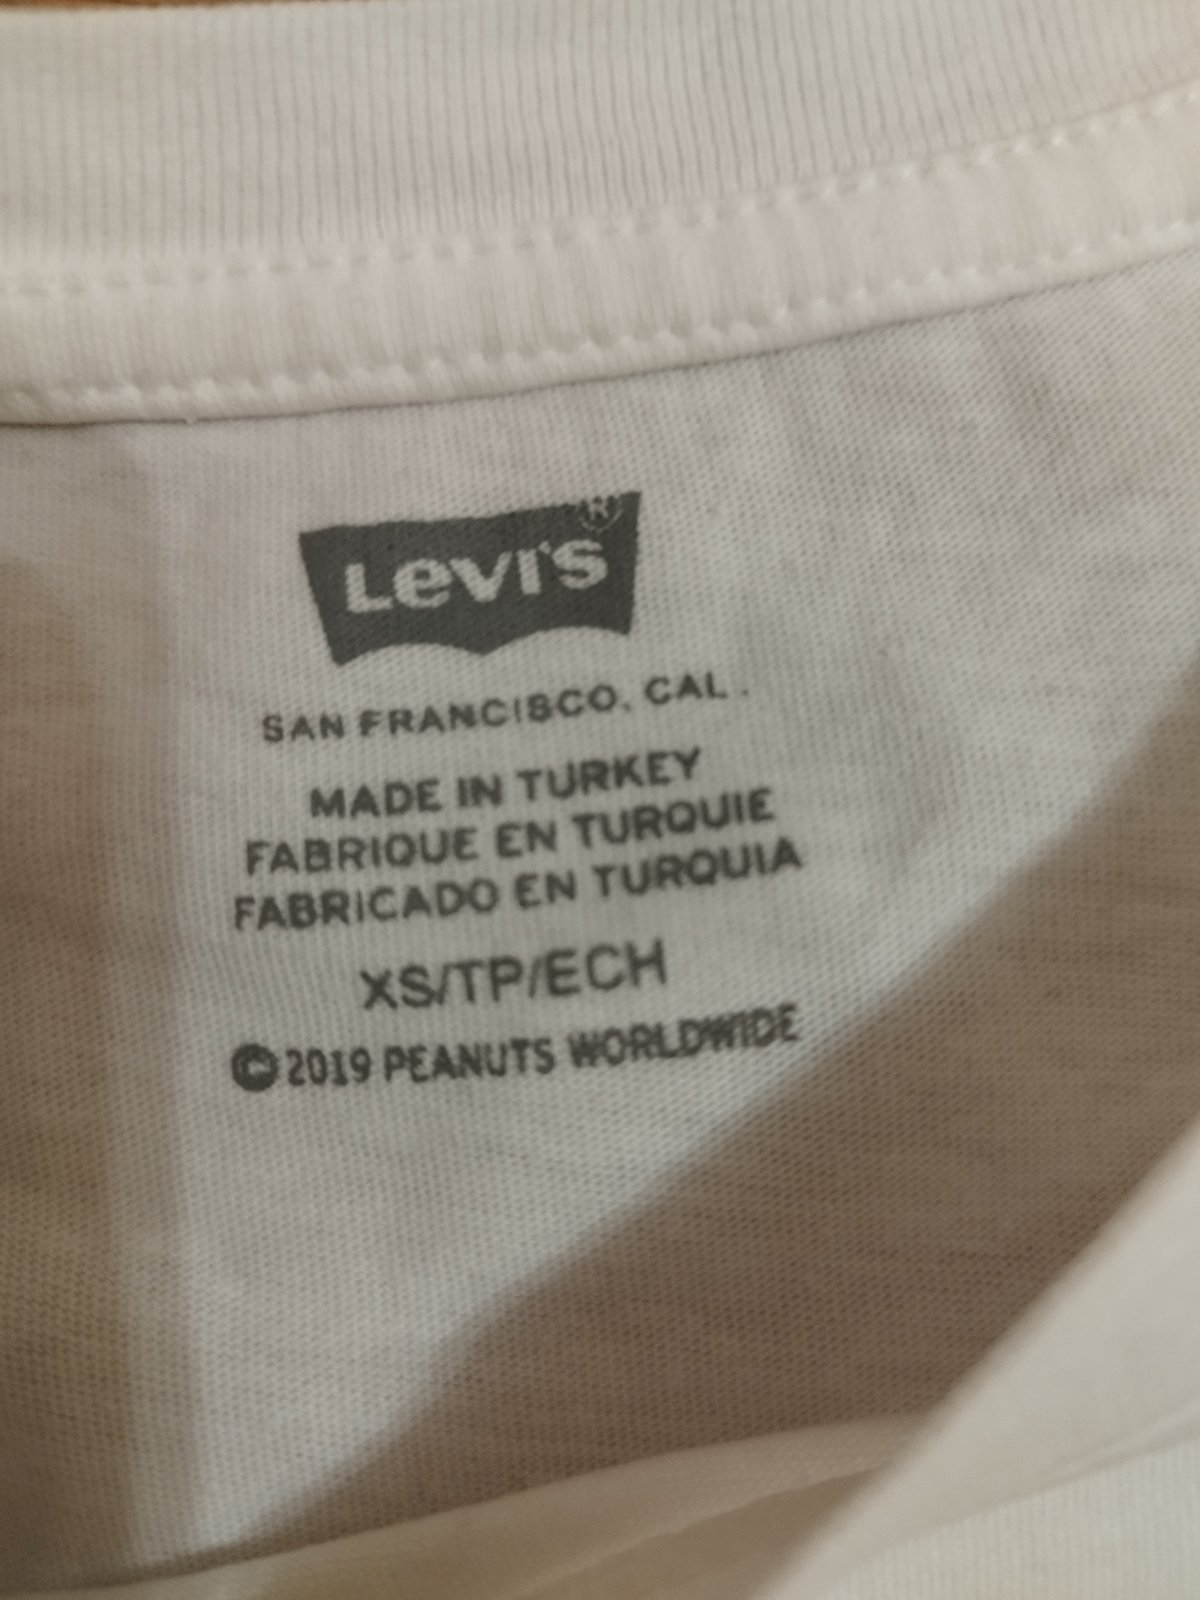 Levi's®
SAN FRANCISCO, CAL.
MADE IN TURKEY
FABRIQUE EN TURQUIE
FABRICADO EN TURQUIA
XS/TP/ECH
© 2019 PEANUTS WORLDWIDE